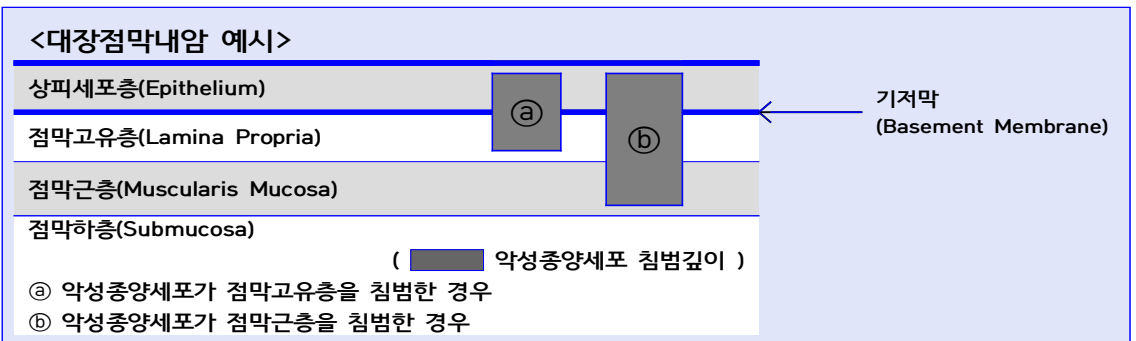 <대장점막내암 예시>
상피세포층(Epithelium)
ⓐ
기저막
(Basement Membrane)
점막고유층(Lamina Propria)
ⓑ
점막근층(Muscularis Mucosa)
점막하층(Submucosa)
( 악성종양세포 침범깊이 )
ⓐ 악성종양세포가 점막고유층을 침범한 경우
ⓑ 악성종양세포가 점막근층을 침범한 경우